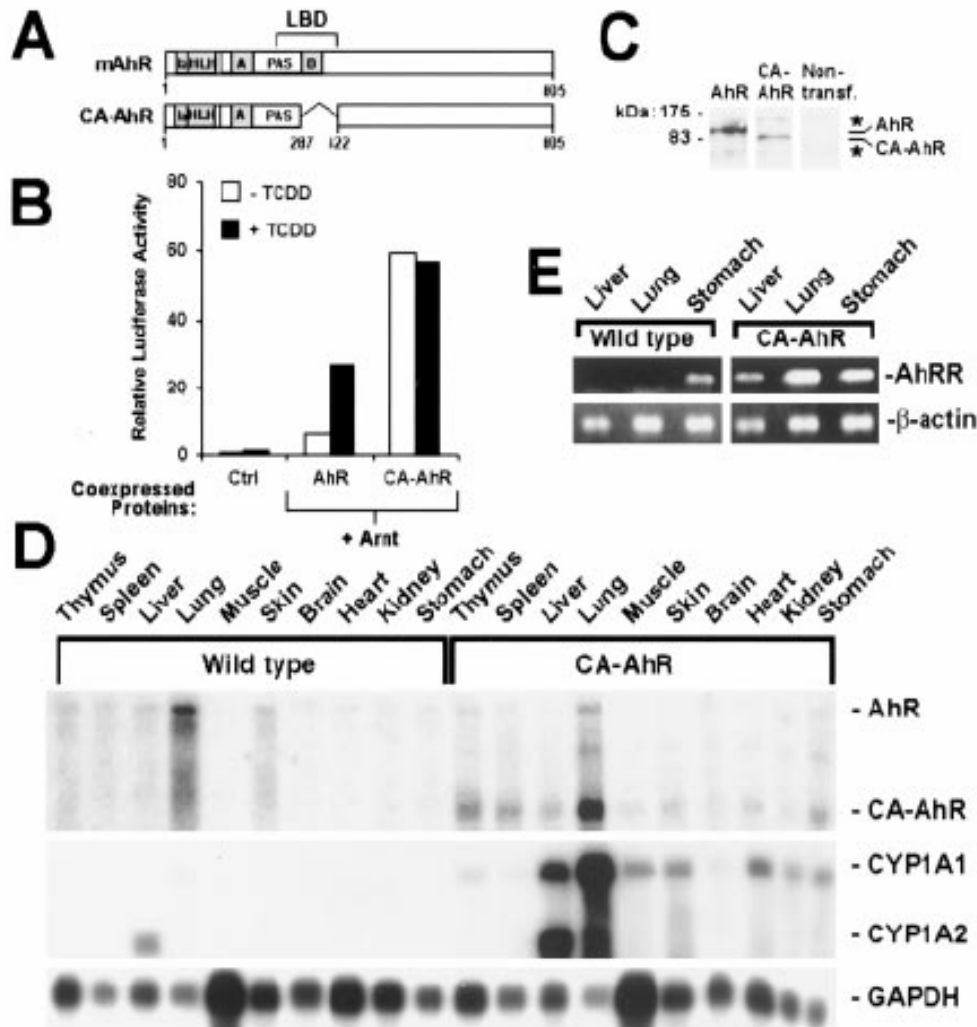 A
LBD
mAhR
A PAS B
1 805
CA-AhR
A PAS
1 287 422 805
B
Relative Luciferase Activity
80
60
40
20
0
- TCDD
+ TCDD
Ctrl AhR CA-AhR
Coexpressed
Proteins:
+ Arnt
C
AhR CA-AhR Non-transf.
kDa: 175 -
83 -
★
AhR
CA-AhR
★
E
Liver Lung Stomach Liver Lung Stomach
Wild type CA-AhR
-AhRR
-β-actin
D
Thymus Spleen Liver Lung Muscle Skin Brain Heart Kidney Stomach Thymus Spleen Liver Lung Muscle Skin Brain Heart Kidney Stomach
Wild type CA-AhR
- AhR
- CA-AhR
- CYP1A1
- CYP1A2
- GAPDH